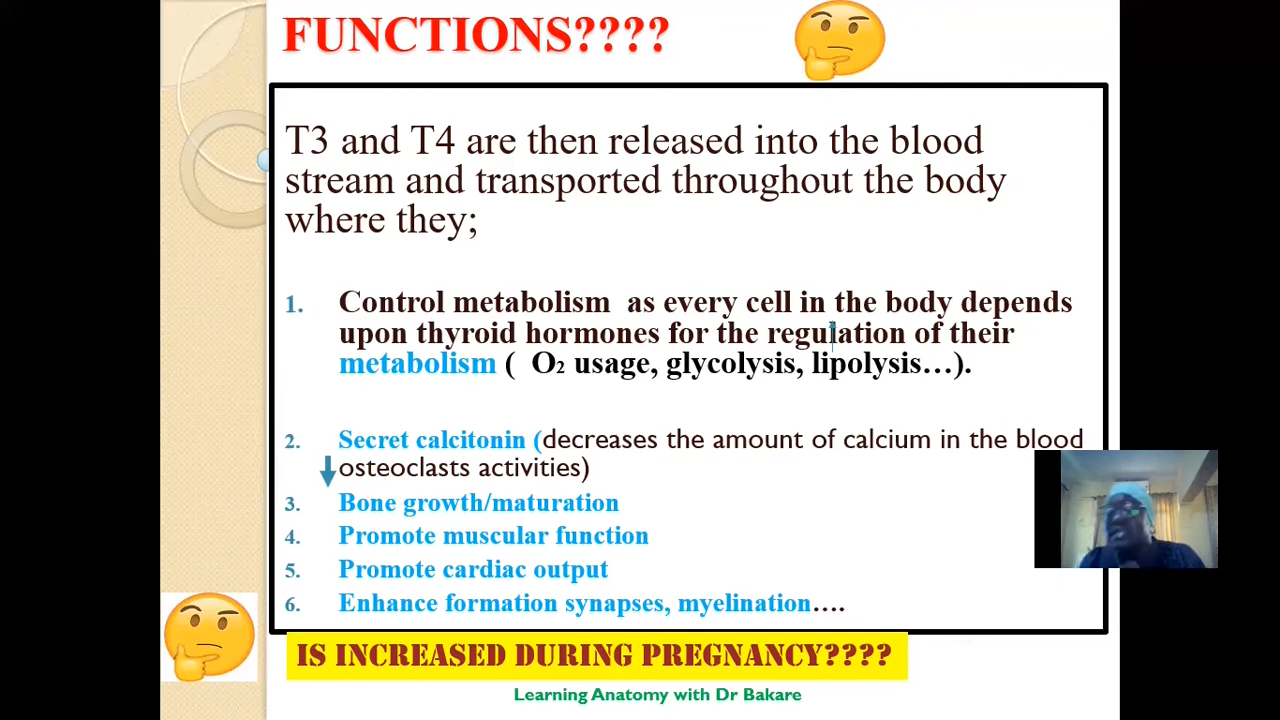 FUNCTIONS????
T3 and T4 are then released into the blood
stream and transported throughout the body
where they;
1. Control metabolism as every cell in the body depends
upon thyroid hormones for the regulation of their
metabolism ( O₂ usage, glycolysis, lipolysis…).
2. Secret calcitonin (decreases the amount of calcium in the blood
osteoclasts activities)
3. Bone growth/maturation
4. Promote muscular function
5. Promote cardiac output
6. Enhance formation synapses, myelination….
IS INCREASED DURING PREGNANCY????
Learning Anatomy with Dr Bakare